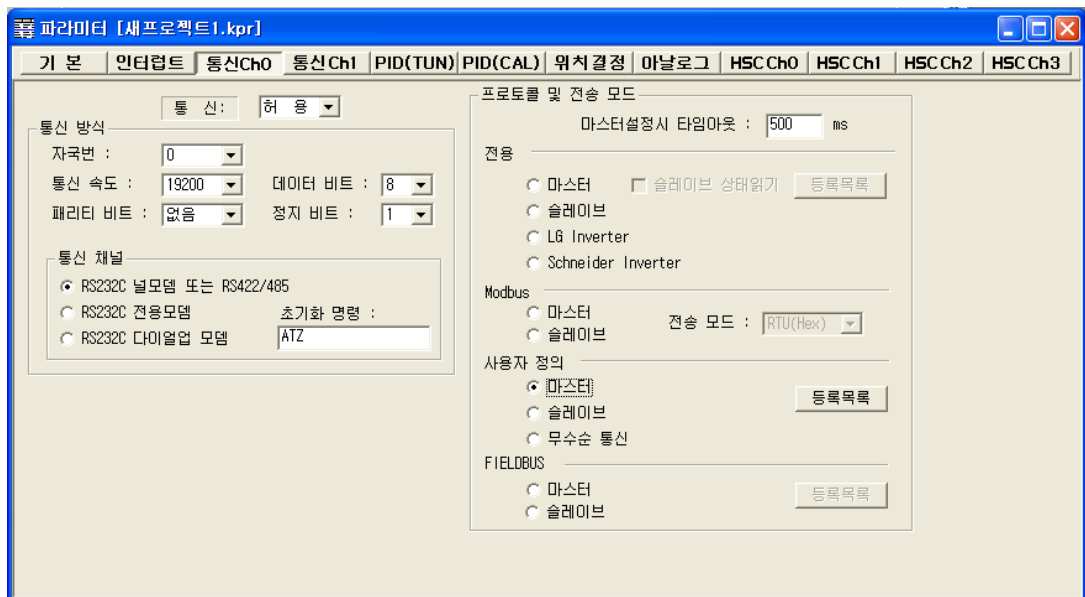 파라미터 [새프로젝트1.kpr]
기 본 인터럽트 통신Ch0 통신Ch1 PID(TUN) PID(CAL) 위치결정 아날로그 HSCCh0 HSCCh1 HSCCh2 HSCCh3
통 신: 허 용
통신 방식
자국번 : 0
통신 속도 : 19200 데이터 비트 : 8
패리티 비트 : 없음 정지 비트 : 1
통신 채널
RS232C 널모뎀 또는 RS422/485
RS232C 전용모뎀 초기화 명령 :
RS232C 다이얼업 모뎀 ATZ
프로토콜 및 전송 모드
마스터설정시 타임아웃 : 500 ms
전용
마스터 슬레이브 상태읽기 등록목록
슬레이브
LG Inverter
Schneider Inverter
Modbus
마스터
슬레이브
전송 모드 : RTU(Hex)
사용자 정의
마스터
등록목록
슬레이브
무수순 통신
FIELDBUS
마스터
등록목록
슬레이브